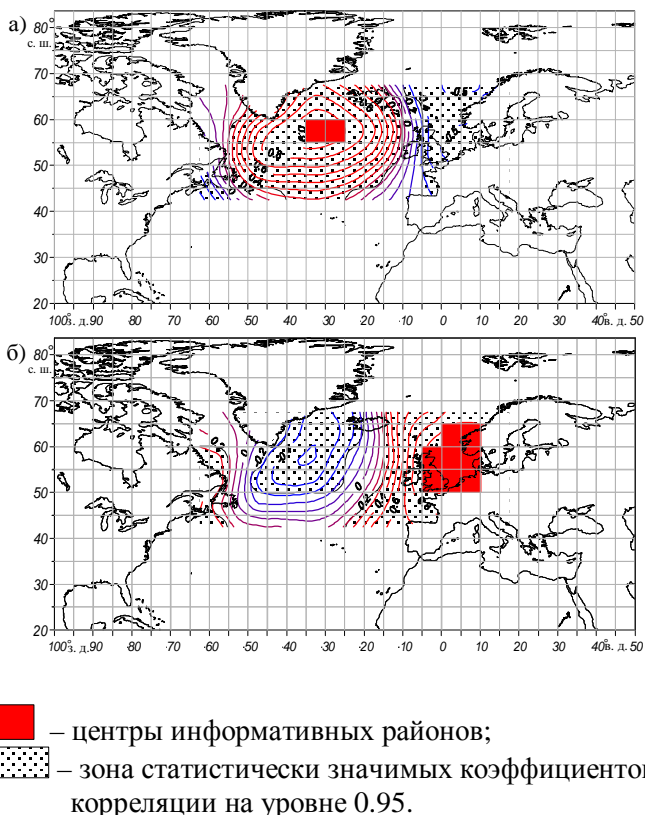 а)
80°
с. ш.
70
60
50
40
30
20
100° з. д. 90 80 70 60 50 40 30 20 10 0 10 20 30 40° в. д. 50
б)
80°
с. ш.
70
60
50
40
30
20
100° з. д. 90 80 70 60 50 40 30 20 10 0 10 20 30 40° в. д. 50
– центры информативных районов;
– зона статистически значимых коэффициентов
корреляции на уровне 0.95.